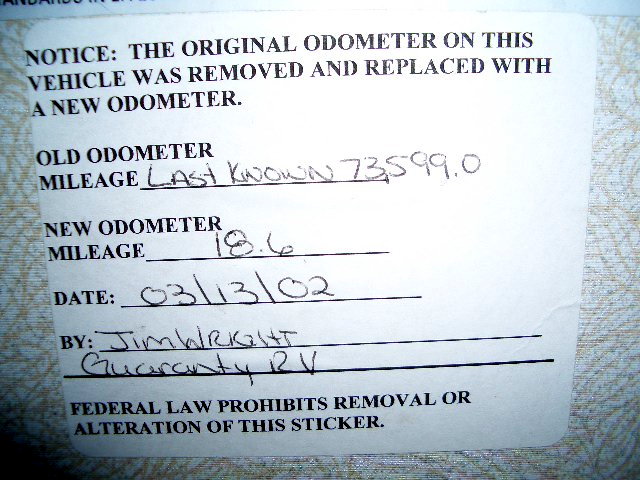 NOTICE: THE ORIGINAL ODOMETER ON THIS
VEHICLE WAS REMOVED AND REPLACED WITH
A NEW ODOMETER.
OLD ODOMETER
MILEAGE LAST KNOWN 73,599.0
NEW ODOMETER
MILEAGE 18.6
DATE: 03/13/02
BY: JIM
Guaranty RV
FEDERAL LAW PROHIBITS REMOVAL OR
ALTERATION OF THIS STICKER.